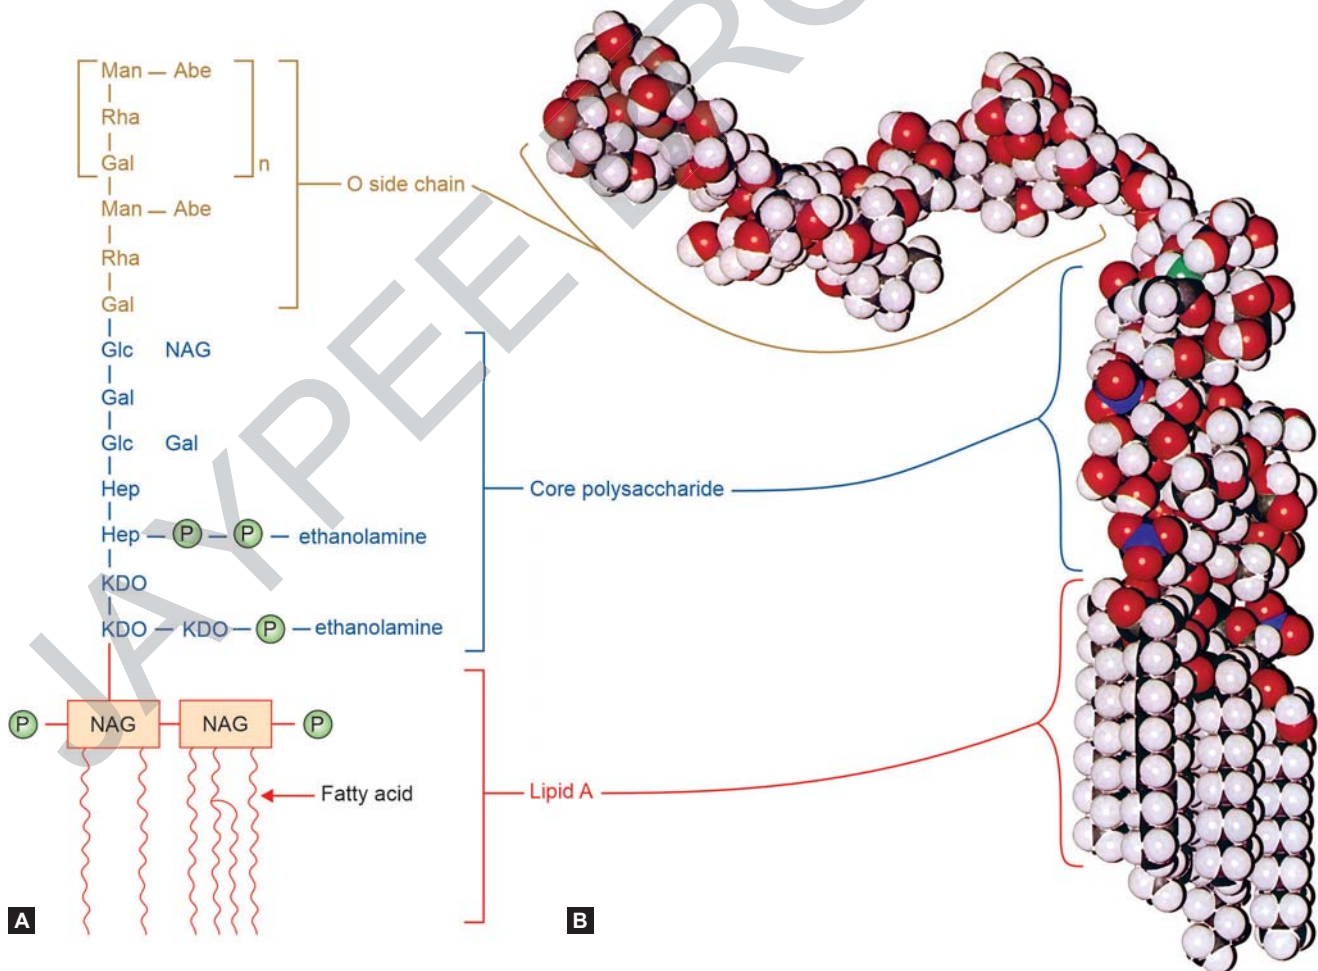 Man — Abe
Rha
Gal
n
O side chain
Man — Abe
Rha
Gal
Glc NAG
Gal
Glc Gal
Hep
Core polysaccharide
Hep — P — P — ethanolamine
KDO
KDO — KDO — P — ethanolamine
P NAG NAG P
Fatty acid
Lipid A
A
B